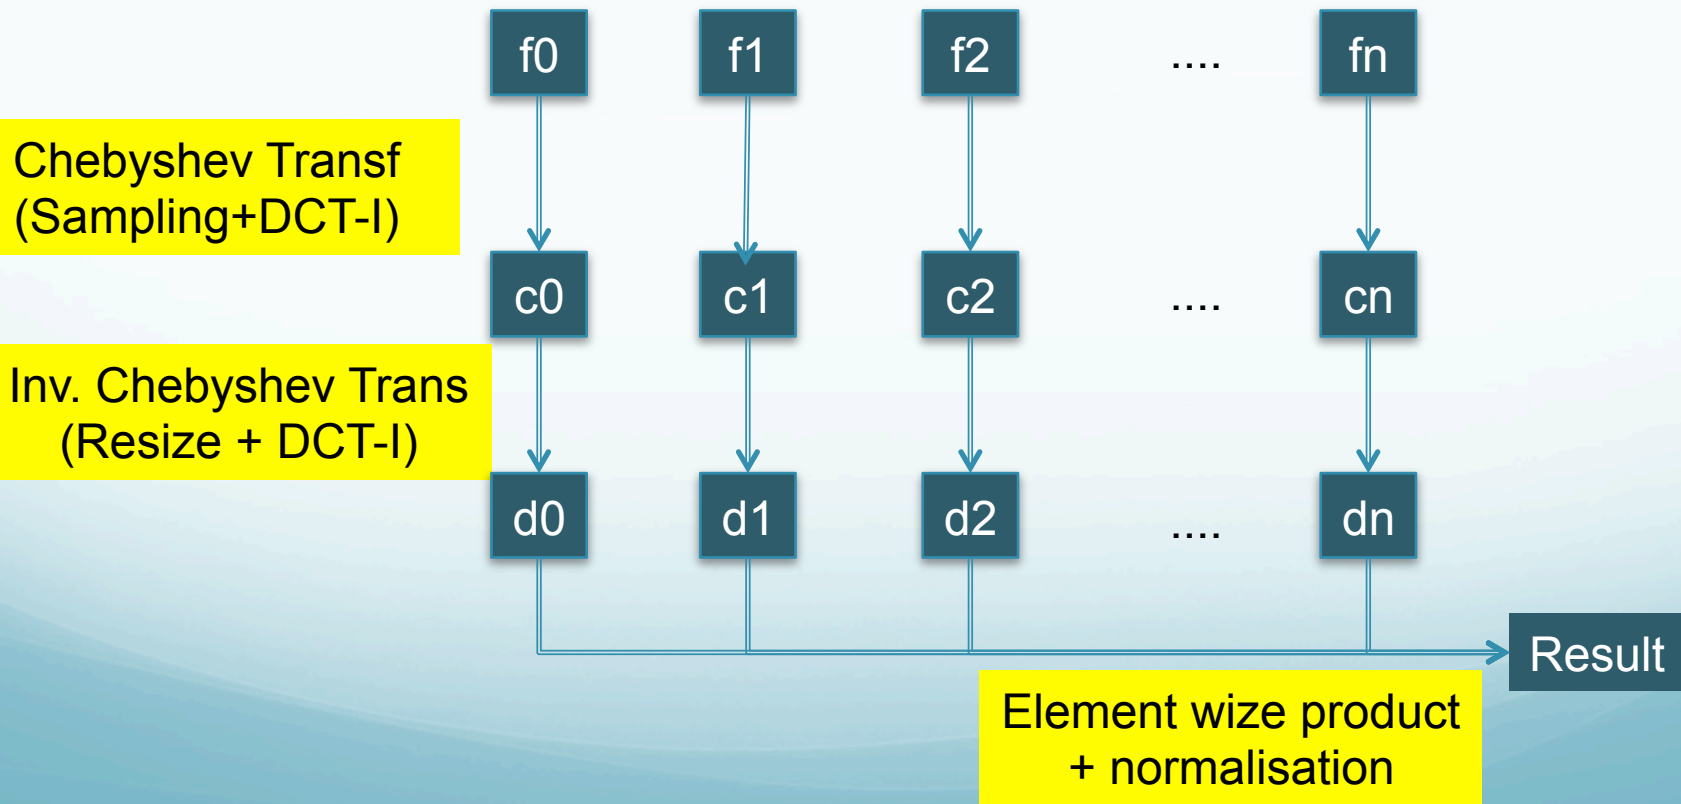 f0 f1 f2 .... fn
Chebyshev Transf
(Sampling+DCT-I)
c0 c1 c2 .... cn
Inv. Chebyshev Trans
(Resize + DCT-I)
d0 d1 d2 .... dn
Result
Element wize product
+ normalisation